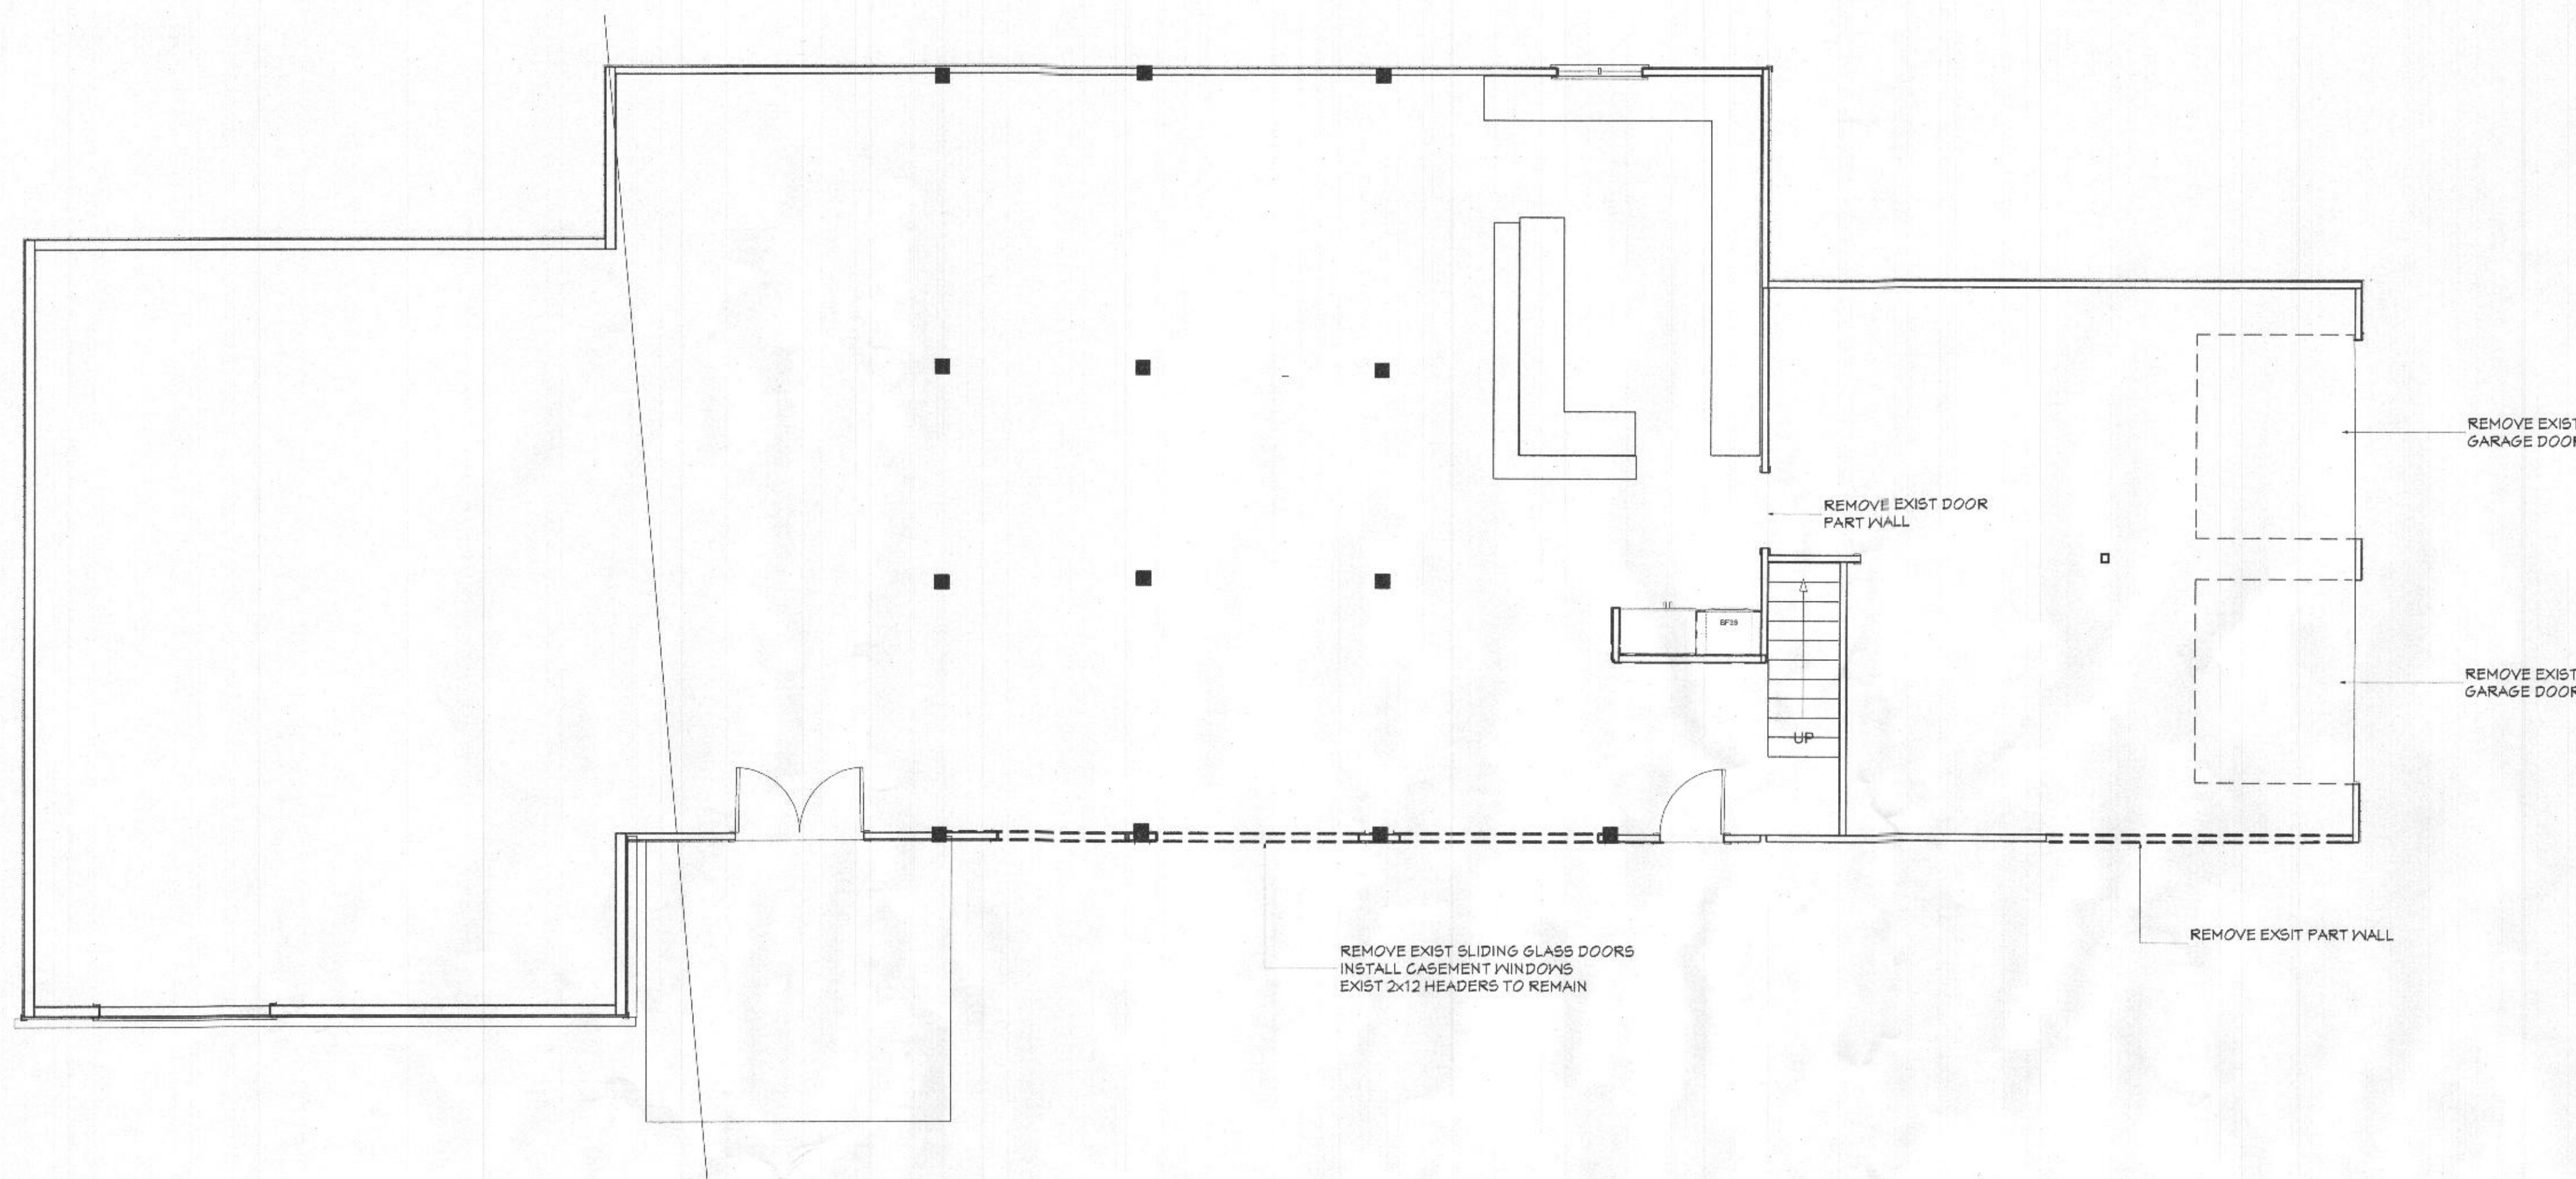 REMOVE EXIST
GARAGE DOOR
REMOVE EXIST DOOR
PART WALL
UP
REMOVE EXIST
GARAGE DOOR
REMOVE EXIST SLIDING GLASS DOORS
INSTALL CASEMENT WINDOWS
EXIST 2x12 HEADERS TO REMAIN
REMOVE EXSIT PART WALL